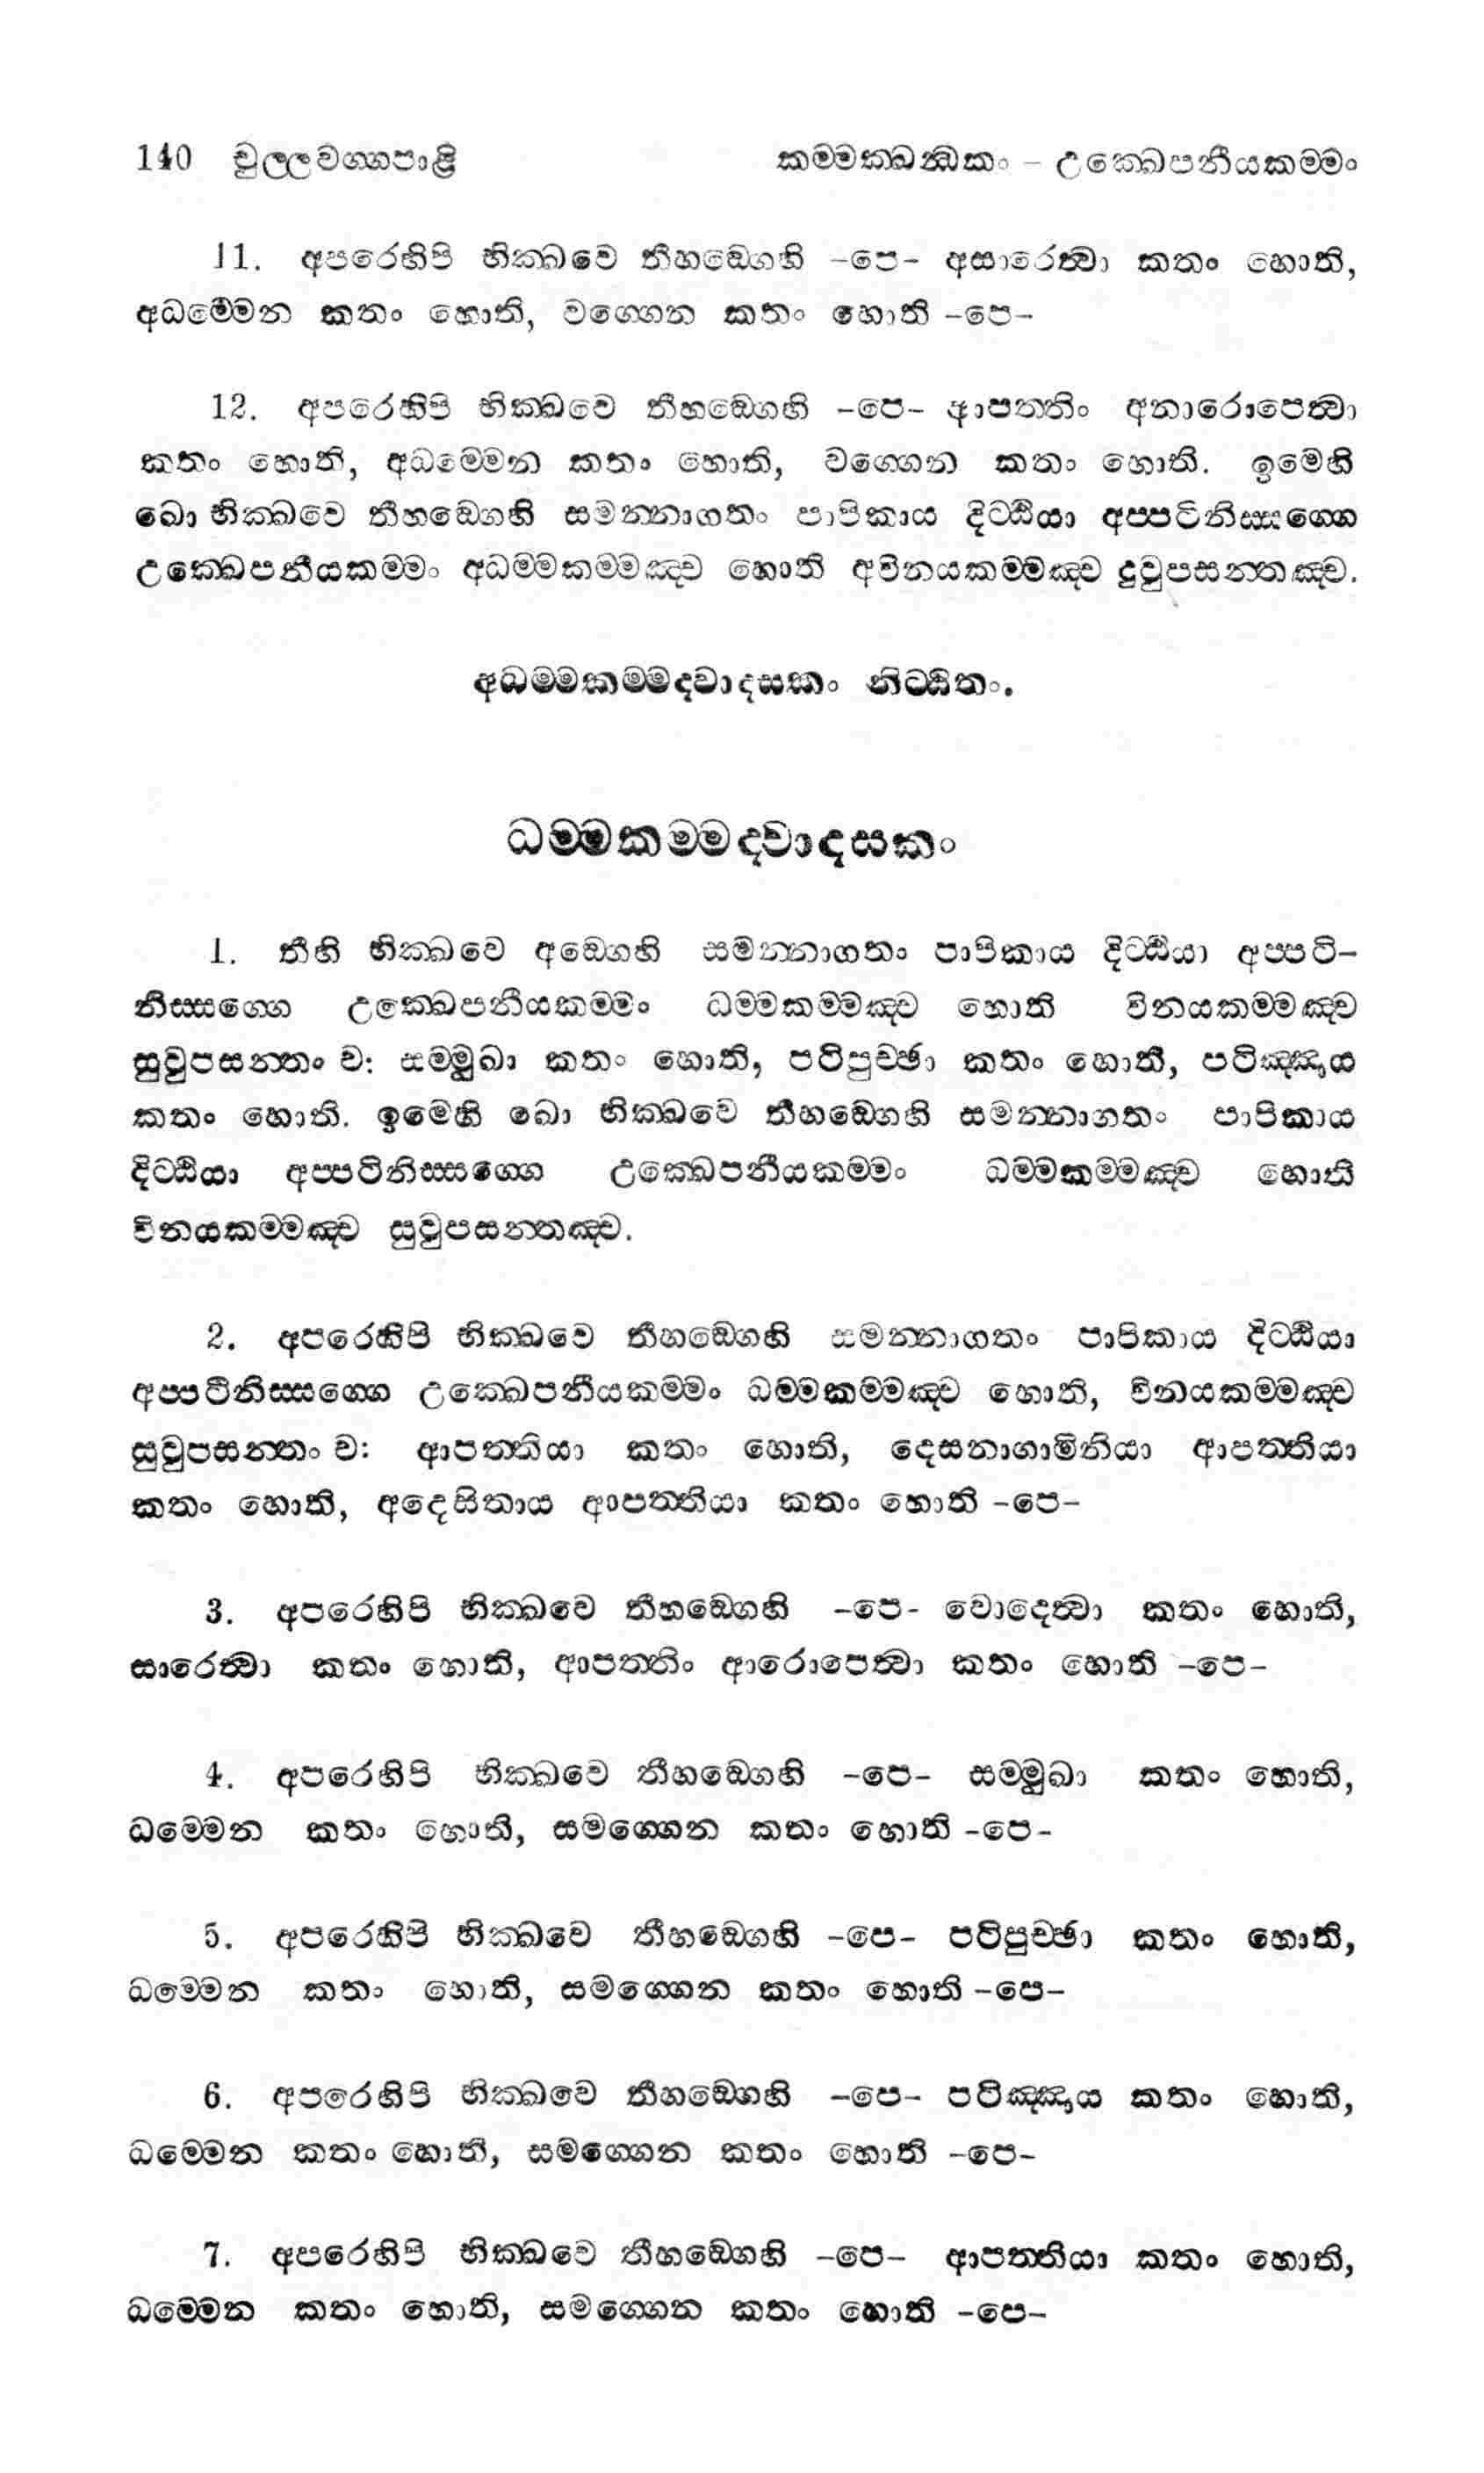 140 චුල්ලවග්ගපාළි කම්මක්ඛන්ධකං – උක්ඛෙපනීයකම්මං
11. අපරෙහිපි භික්ඛවෙ තීහඞ්ගෙහි –පෙ– අසාරෙත්වා කතං හොති,
අධම්මෙන කතං හොති, වග්ගෙන කතං හොති –පෙ–
12. අපරෙහිපි භික්ඛවෙ තීහඞ්ගෙහි –පෙ– ආපත්තිං අනාරොපෙත්වා
කතං හොති, අධම්මෙන කතං හොති, වග්ගෙන කතං හොති. ඉමෙහි
ඛො භික්ඛවෙ තීහඞ්ගෙහි සමන්නාගතං පාපිකාය දිට්ඨියා අප්පටිනිස්සග්ගෙ
උක්ඛෙපනීයකම්මං අධම්මකම්මඤ්ච හොති අවිනයකම්මඤ්ච දුවූපසන්තඤ්ච.
අධම්මකම්මද්වාදසකං නිට්ඨිතං.
ධම්මකම්මද්වාදසකං
1. තීහි භික්ඛවෙ අඞ්ගෙහි සමන්නාගතං පාපිකාය දිට්ඨියා අප්පටි–
නිස්සග්ගෙ උක්ඛෙපනීයකම්මං ධම්මකම්මඤ්ච හොති විනයකම්මඤ්ච
සුවූපසන්තං ච: සම්මුඛා කතං හොති, පටිපුච්ඡා කතං හොති, පටිඤ්ඤාය
කතං හොති. ඉමෙහි ඛො භික්ඛවෙ තීහඞ්ගෙහි සමන්නාගතං පාපිකාය
දිට්ඨියා අප්පටිනිස්සග්ගෙ උක්ඛෙපනීයකම්මං ධම්මකම්මඤ්ච හොති
විනයකම්මඤ්ච සුවූපසන්තඤ්ච.
2. අපරෙහිපි භික්ඛවෙ තීහඞ්ගෙහි සමන්නාගතං පාපිකාය දිට්ඨියා
අප්පටිනිස්සග්ගෙ උක්ඛෙපනීයකම්මං ධම්මකම්මඤ්ච හොති, විනයකම්මඤ්ච
සුවූපසන්තං ච: ආපත්තියා කතං හොති, දෙසනාගාමිනියා ආපත්තියා
කතං හොති, අදෙසිතාය ආපත්තියා කතං හොති –පෙ–
3. අපරෙහිපි භික්ඛවෙ තීහඞ්ගෙහි –පෙ– චොදෙත්වා කතං හොති,
සාරෙත්වා කතං හොති, ආපත්තිං ආරොපෙත්වා කතං හොති –පෙ–
4. අපරෙහිපි භික්ඛවෙ තීහඞ්ගෙහි –පෙ– සම්මුඛා කතං හොති,
ධම්මෙන කතං හොති, සමග්ගෙන කතං හොති –පෙ–
5. අපරෙහිපි භික්ඛවෙ තීහඞ්ගෙහි –පෙ– පටිපුච්ඡා කතං හොති,
ධම්මෙන කතං හොති, සමග්ගෙන කතං හොති –පෙ–
6. අපරෙහිපි භික්ඛවෙ තීහඞ්ගෙහි –පෙ– පටිඤ්ඤාය කතං හොති,
ධම්මෙන කතං හොති, සමග්ගෙන කතං හොති –පෙ–
7. අපරෙහිපි භික්ඛවෙ තීහඞ්ගෙහි –පෙ– ආපත්තියා කතං හොති,
ධම්මෙන කතං හොති, සමග්ගෙන කතං හොති –පෙ–